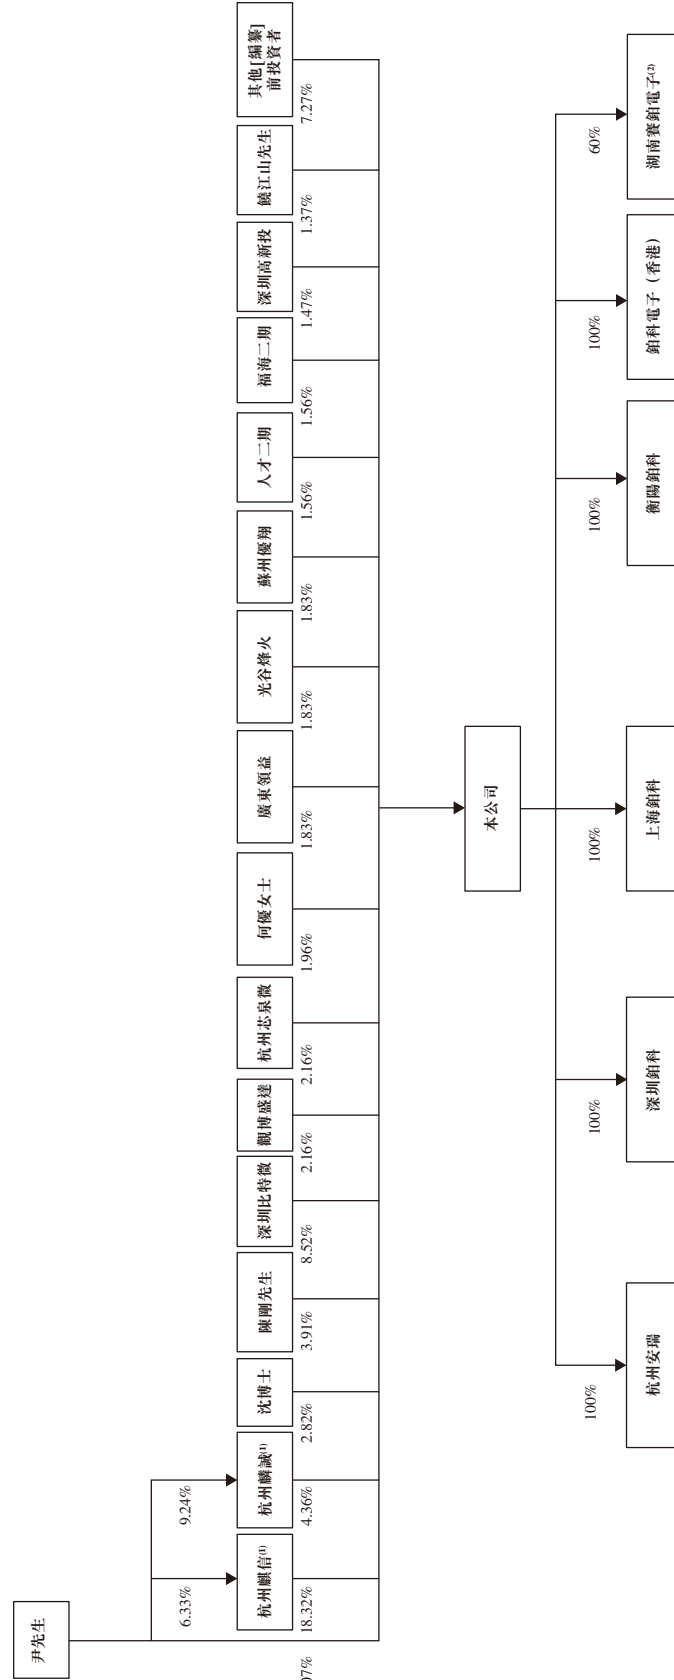 尹先生
6.33%
9.24%
杭州麒信(1)
杭州麟誠(1)
沈博士
陳剛先生
深圳比特微
觀博盛達
杭州芯泉微
何優女士
廣東領益
光谷烽火
蘇州優翔
人才二期
福海二期
深圳高新投
饒江山先生
其他[編纂]
前投資者
07%
18.32%
4.36%
2.82%
3.91%
8.52%
2.16%
2.16%
1.96%
1.83%
1.83%
1.83%
1.56%
1.56%
1.47%
1.37%
7.27%
本公司
100%
100%
100%
100%
100%
60%
杭州安瑞
深圳鉑科
上海鉑科
衡陽鉑科
鉑科電子（香港）
湖南賽鉑電子(2)